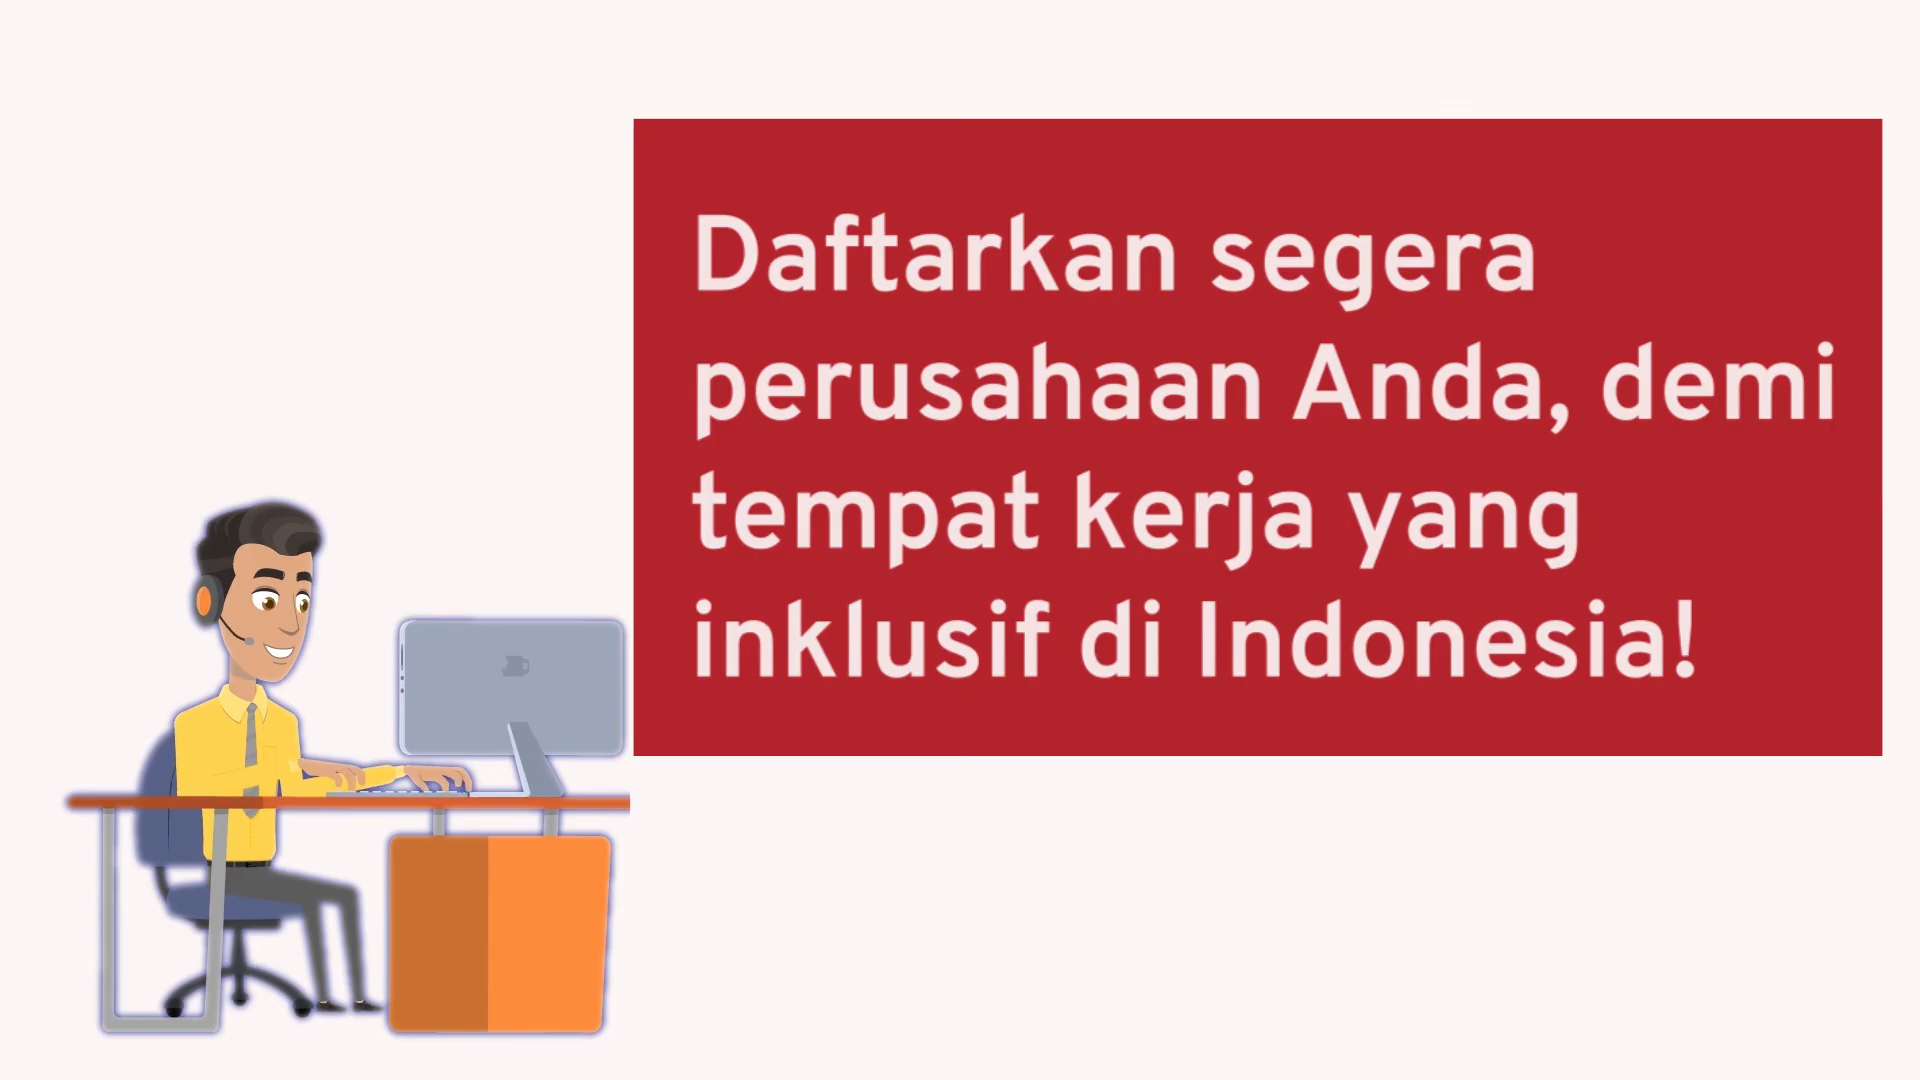 Daftarkan segera
perusahaan Anda, demi
tempat kerja yang
inklusif di Indonesia!